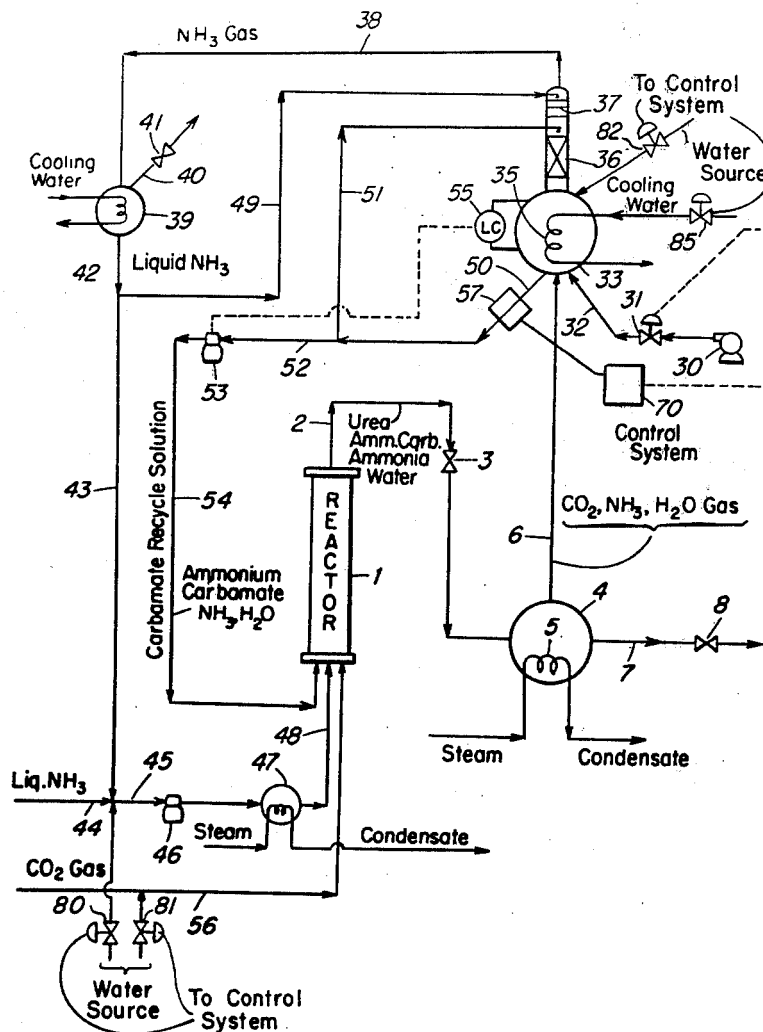 38
NH3 Gas
37
To Control
System
82
Water
Source
36
41
40
Cooling
Water
39
49
51
55
LC
35
Cooling
Water
85
50
33
42
Liquid NH3
57
32
31
30
52
53
70
Control
System
2
Urea
Amm. Carb.
Ammonia
Water
3
43
Carbamate Recycle Solution
54
REACTOR
1
CO2, NH3, H2O Gas
6
Ammonium
Carbamate
NH3, H2O
4
5
8
7
48
Steam
Condensate
Liq. NH3
45
47
44
46
Steam
Condensate
CO2 Gas
80
81
56
Water
Source
To Control
System